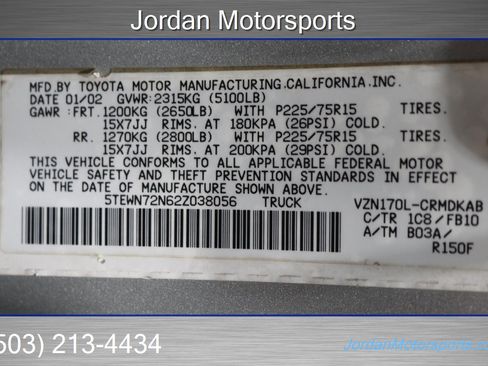 Jordan Motorsports
MFD.BY TOYOTA MOTOR MANUFACTURING.CALIFORNIA.INC.
DATE 01/02 GVWR:2315KG (5100LB)
GAWR :FRT.1200KG (2650LB) WITH P225/75R15 TIRES.
15X7JJ RIMS. AT 180KPA (26PSI) COLD.
RR. 1270KG (2800LB) WITH P225/75R15 TIRES.
15X7JJ RIMS. AT 200KPA (29PSI) COLD.
THIS VEHICLE CONFORMS TO ALL APPLICABLE FEDERAL MOTOR
VEHICLE SAFETY STANDARDS IN EFFECT ON THE DATE OF
MANUFACTURE SHOWN ABOVE.
5TEWN72N62Z038056 TRUCK VZN170L-CRMDKAB
C/TR 1C8/FB10
A/TM B03A/
R150F
503) 213-4434
JordanMotorsports.c